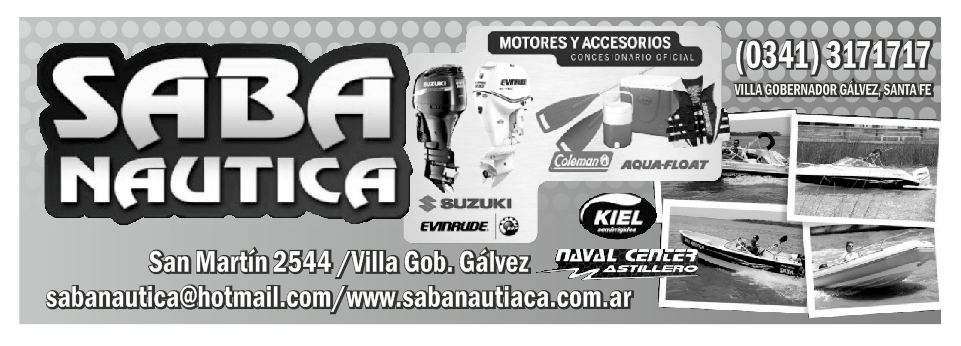 SABA
NAUTICA
MOTORES Y ACCESORIOS
CONCESIONARIO OFICIAL
(0341) 3171717
VILLA GOBERNADOR GÁLVEZ, SANTA FE
SUZUKI
EVINRUDE
Coleman
AQUA-FLOAT
SUZUKI
EVINRUDE
KIEL
semirrígidos
NAVAL CENTER
ASTILLERO
San Martín 2544 /Villa Gob. Gálvez
sabanautica@hotmail.com/www.sabanautiaca.com.ar